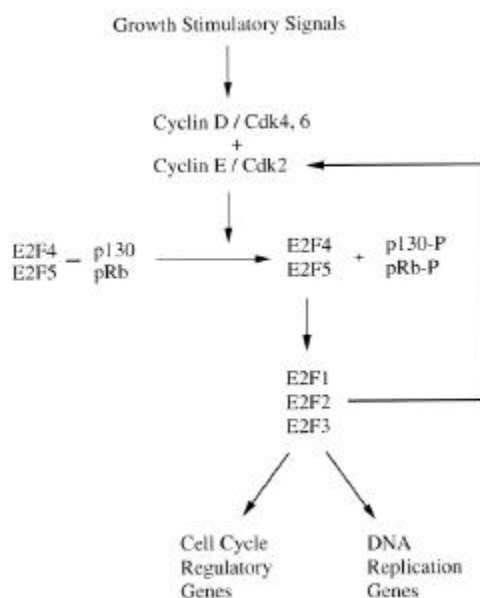 Growth Stimulatory Signals
Cyclin D / Cdk4, 6
+
Cyclin E / Cdk2
E2F4 – p130
E2F5 pRb
E2F4 + p130-P
E2F5 pRb-P
E2F1
E2F2
E2F3
Cell Cycle
Regulatory
Genes
DNA
Replication
Genes